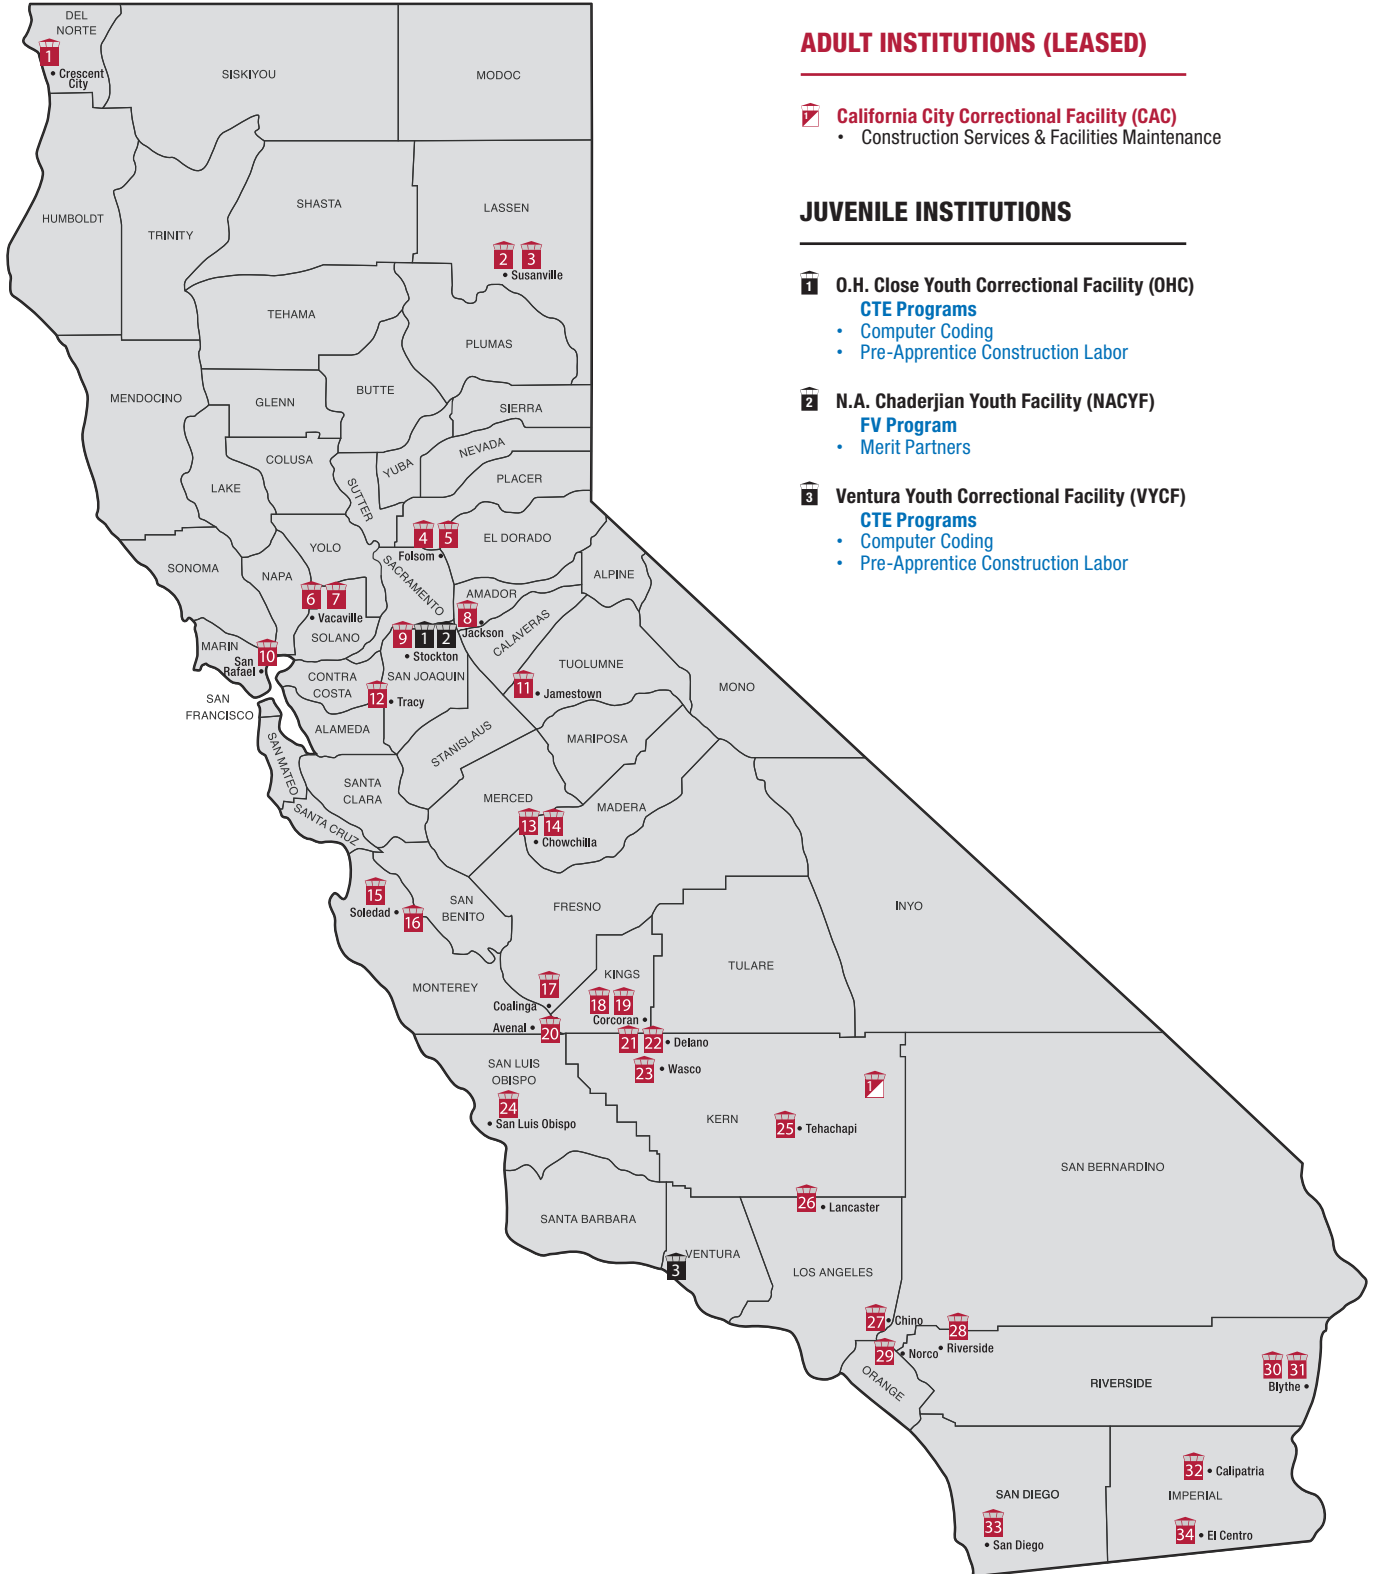 DEL
NORTE
1
• Crescent
City
SISKIYOU
MODOC
HUMBOLDT
TRINITY
SHASTA
LASSEN
2 3
• Susanville
TEHAMA
PLUMAS
MENDOCINO
GLENN
BUTTE
SIERRA
COLUSA
NEVADA
YUBA
LAKE
SUTTER
PLACER
4 5
Folsom •
EL DORADO
YOLO
SONOMA
NAPA
SACRAMENTO
ALPINE
6 7
• Vacaville
AMADOR
8
Jackson
CALAVERAS
SOLANO
9 1 2
• Stockton
MARIN
10
San
Rafael •
CONTRA
COSTA
SAN JOAQUIN
TUOLUMNE
11
• Jamestown
MONO
12
• Tracy
SAN
FRANCISCO
ALAMEDA
STANISLAUS
MARIPOSA
SAN MATEO
SANTA
CLARA
MERCED
MADERA
SANTA CRUZ
13 14
• Chowchilla
15
Soledad •
16
SAN
BENITO
FRESNO
INYO
TULARE
KINGS
MONTEREY
17
Coalinga •
18 19
Corcoran •
Avenal •
20
21 22
• Delano
23
• Wasco
SAN LUIS
OBISPO
24
• San Luis Obispo
1
KERN
25
• Tehachapi
SAN BERNARDINO
26
• Lancaster
SANTA BARBARA
VENTURA
3
LOS ANGELES
27
• Chino
28
• Riverside
29
• Norco
ORANGE
RIVERSIDE
30 31
Blythe •
32
• Calipatria
SAN DIEGO
IMPERIAL
33
• San Diego
34
• El Centro
ADULT INSTITUTIONS (LEASED)
1 California City Correctional Facility (CAC)
• Construction Services & Facilities Maintenance
JUVENILE INSTITUTIONS
1 O.H. Close Youth Correctional Facility (OHC)
CTE Programs
• Computer Coding
• Pre-Apprentice Construction Labor
2 N.A. Chaderjian Youth Facility (NACYF)
FV Program
• Merit Partners
3 Ventura Youth Correctional Facility (VYCF)
CTE Programs
• Computer Coding
• Pre-Apprentice Construction Labor